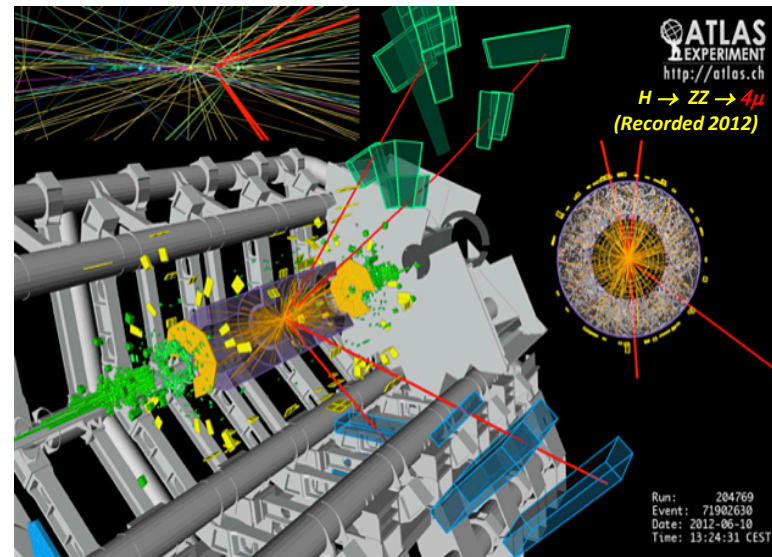 ATLAS
EXPERIMENT
http://atlas.ch
H → ZZ → 4μ
(Recorded 2012)
Run: 204769
Event: 71902630
Date: 2012-06-10
Time: 13:24:31 CEST